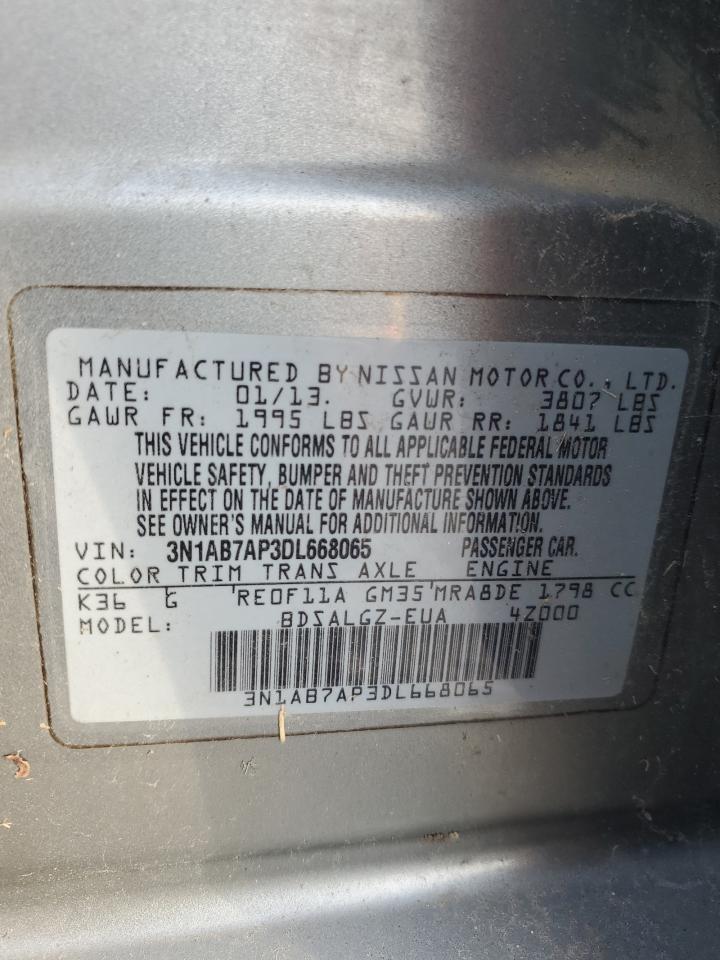 MANUFACTURED BY NISSAN MOTOR CO., LTD.
DATE: 01/13. GVWR: 3807 LBS
GAWR FR: 1995 LBS GAWR RR: 1841 LBS
THIS VEHICLE CONFORMS TO ALL APPLICABLE FEDERAL MOTOR
VEHICLE SAFETY, BUMPER AND THEFT PREVENTION STANDARDS
IN EFFECT ON THE DATE OF MANUFACTURE SHOWN ABOVE.
SEE OWNER'S MANUAL FOR ADDITIONAL INFORMATION.
VIN: 3N1AB7AP3DL668065 PASSENGER CAR.
COLOR TRIM TRANS AXLE ENGINE
K36 G RE0F11A GM35 MRA8DE 1798 CC
MODEL: BDSALGZ-EUA 4Z000
3N1AB7AP3DL668065